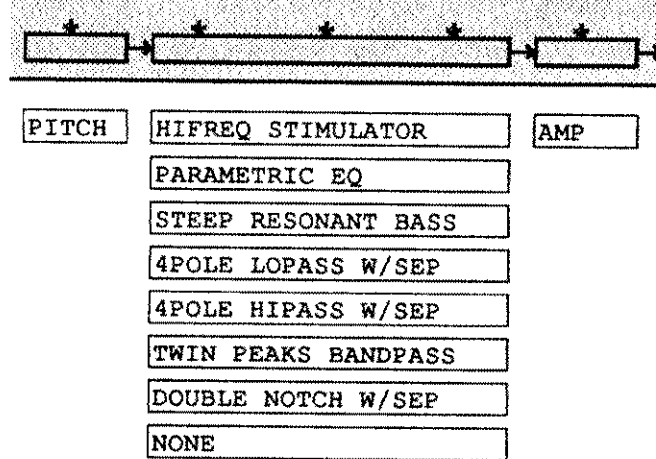 PITCH HIFREQ STIMULATOR AMP
PARAMETRIC EQ
STEEP RESONANT BASS
4POLE LOPASS W/SEP
4POLE HIPASS W/SEP
TWIN PEAKS BANDPASS
DOUBLE NOTCH W/SEP
NONE